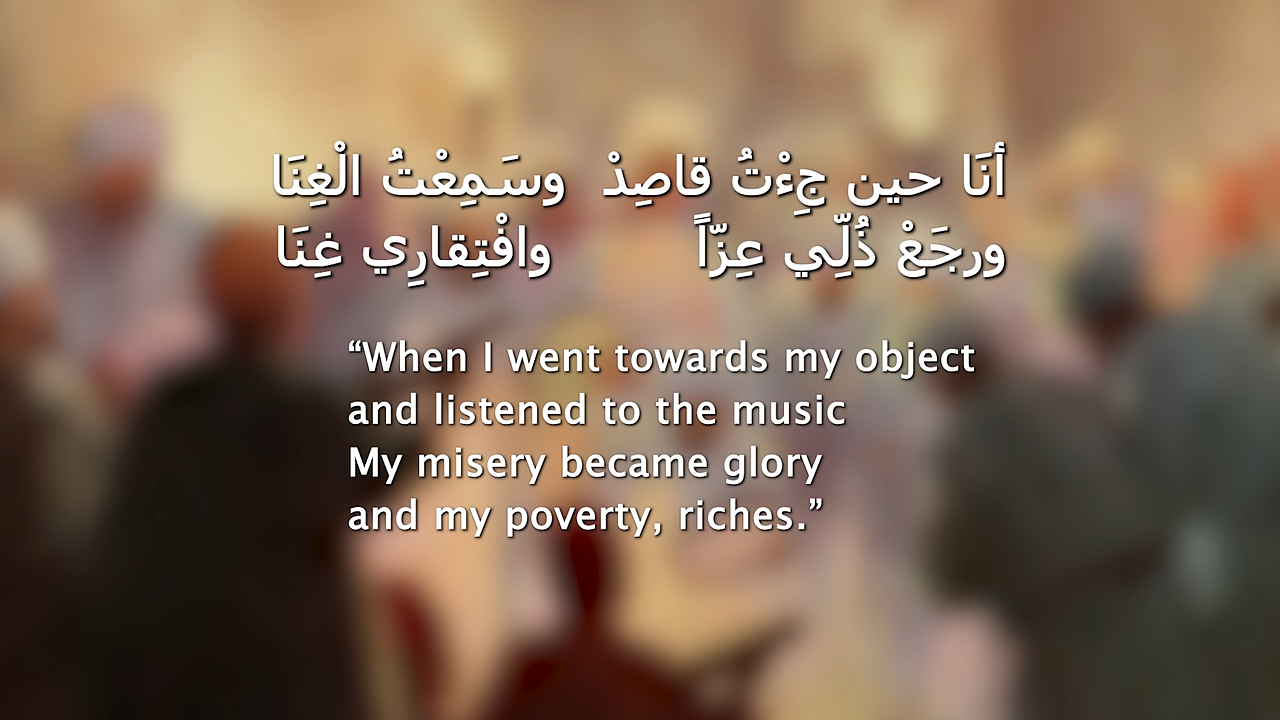 أنَا حين جِءْتُ قاصِدْ وسَمِعْتُ الْغِنَا
ورجَعْ ذُلِّي عِزّاً وافْتِقارِي غِنَا
“When I went towards my object
and listened to the music
My misery became glory
and my poverty, riches.”